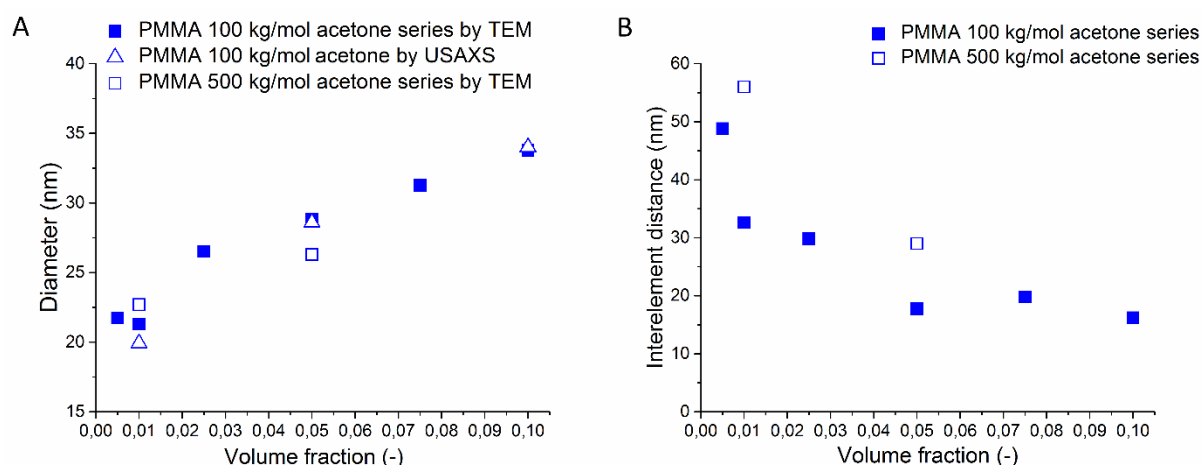 A
PMMA 100 kg/mol acetone series by TEM
PMMA 100 kg/mol acetone by USAXS
PMMA 500 kg/mol acetone series by TEM
40
35
30
25
20
15
Diameter (nm)
0,00 0,01 0,02 0,03 0,04 0,05 0,06 0,07 0,08 0,09 0,10
Volume fraction (-)
B
PMMA 100 kg/mol acetone series
PMMA 500 kg/mol acetone series
60
50
40
30
20
10
0
Interelement distance (nm)
0,00 0,01 0,02 0,03 0,04 0,05 0,06 0,07 0,08 0,09 0,10
Volume fraction (-)